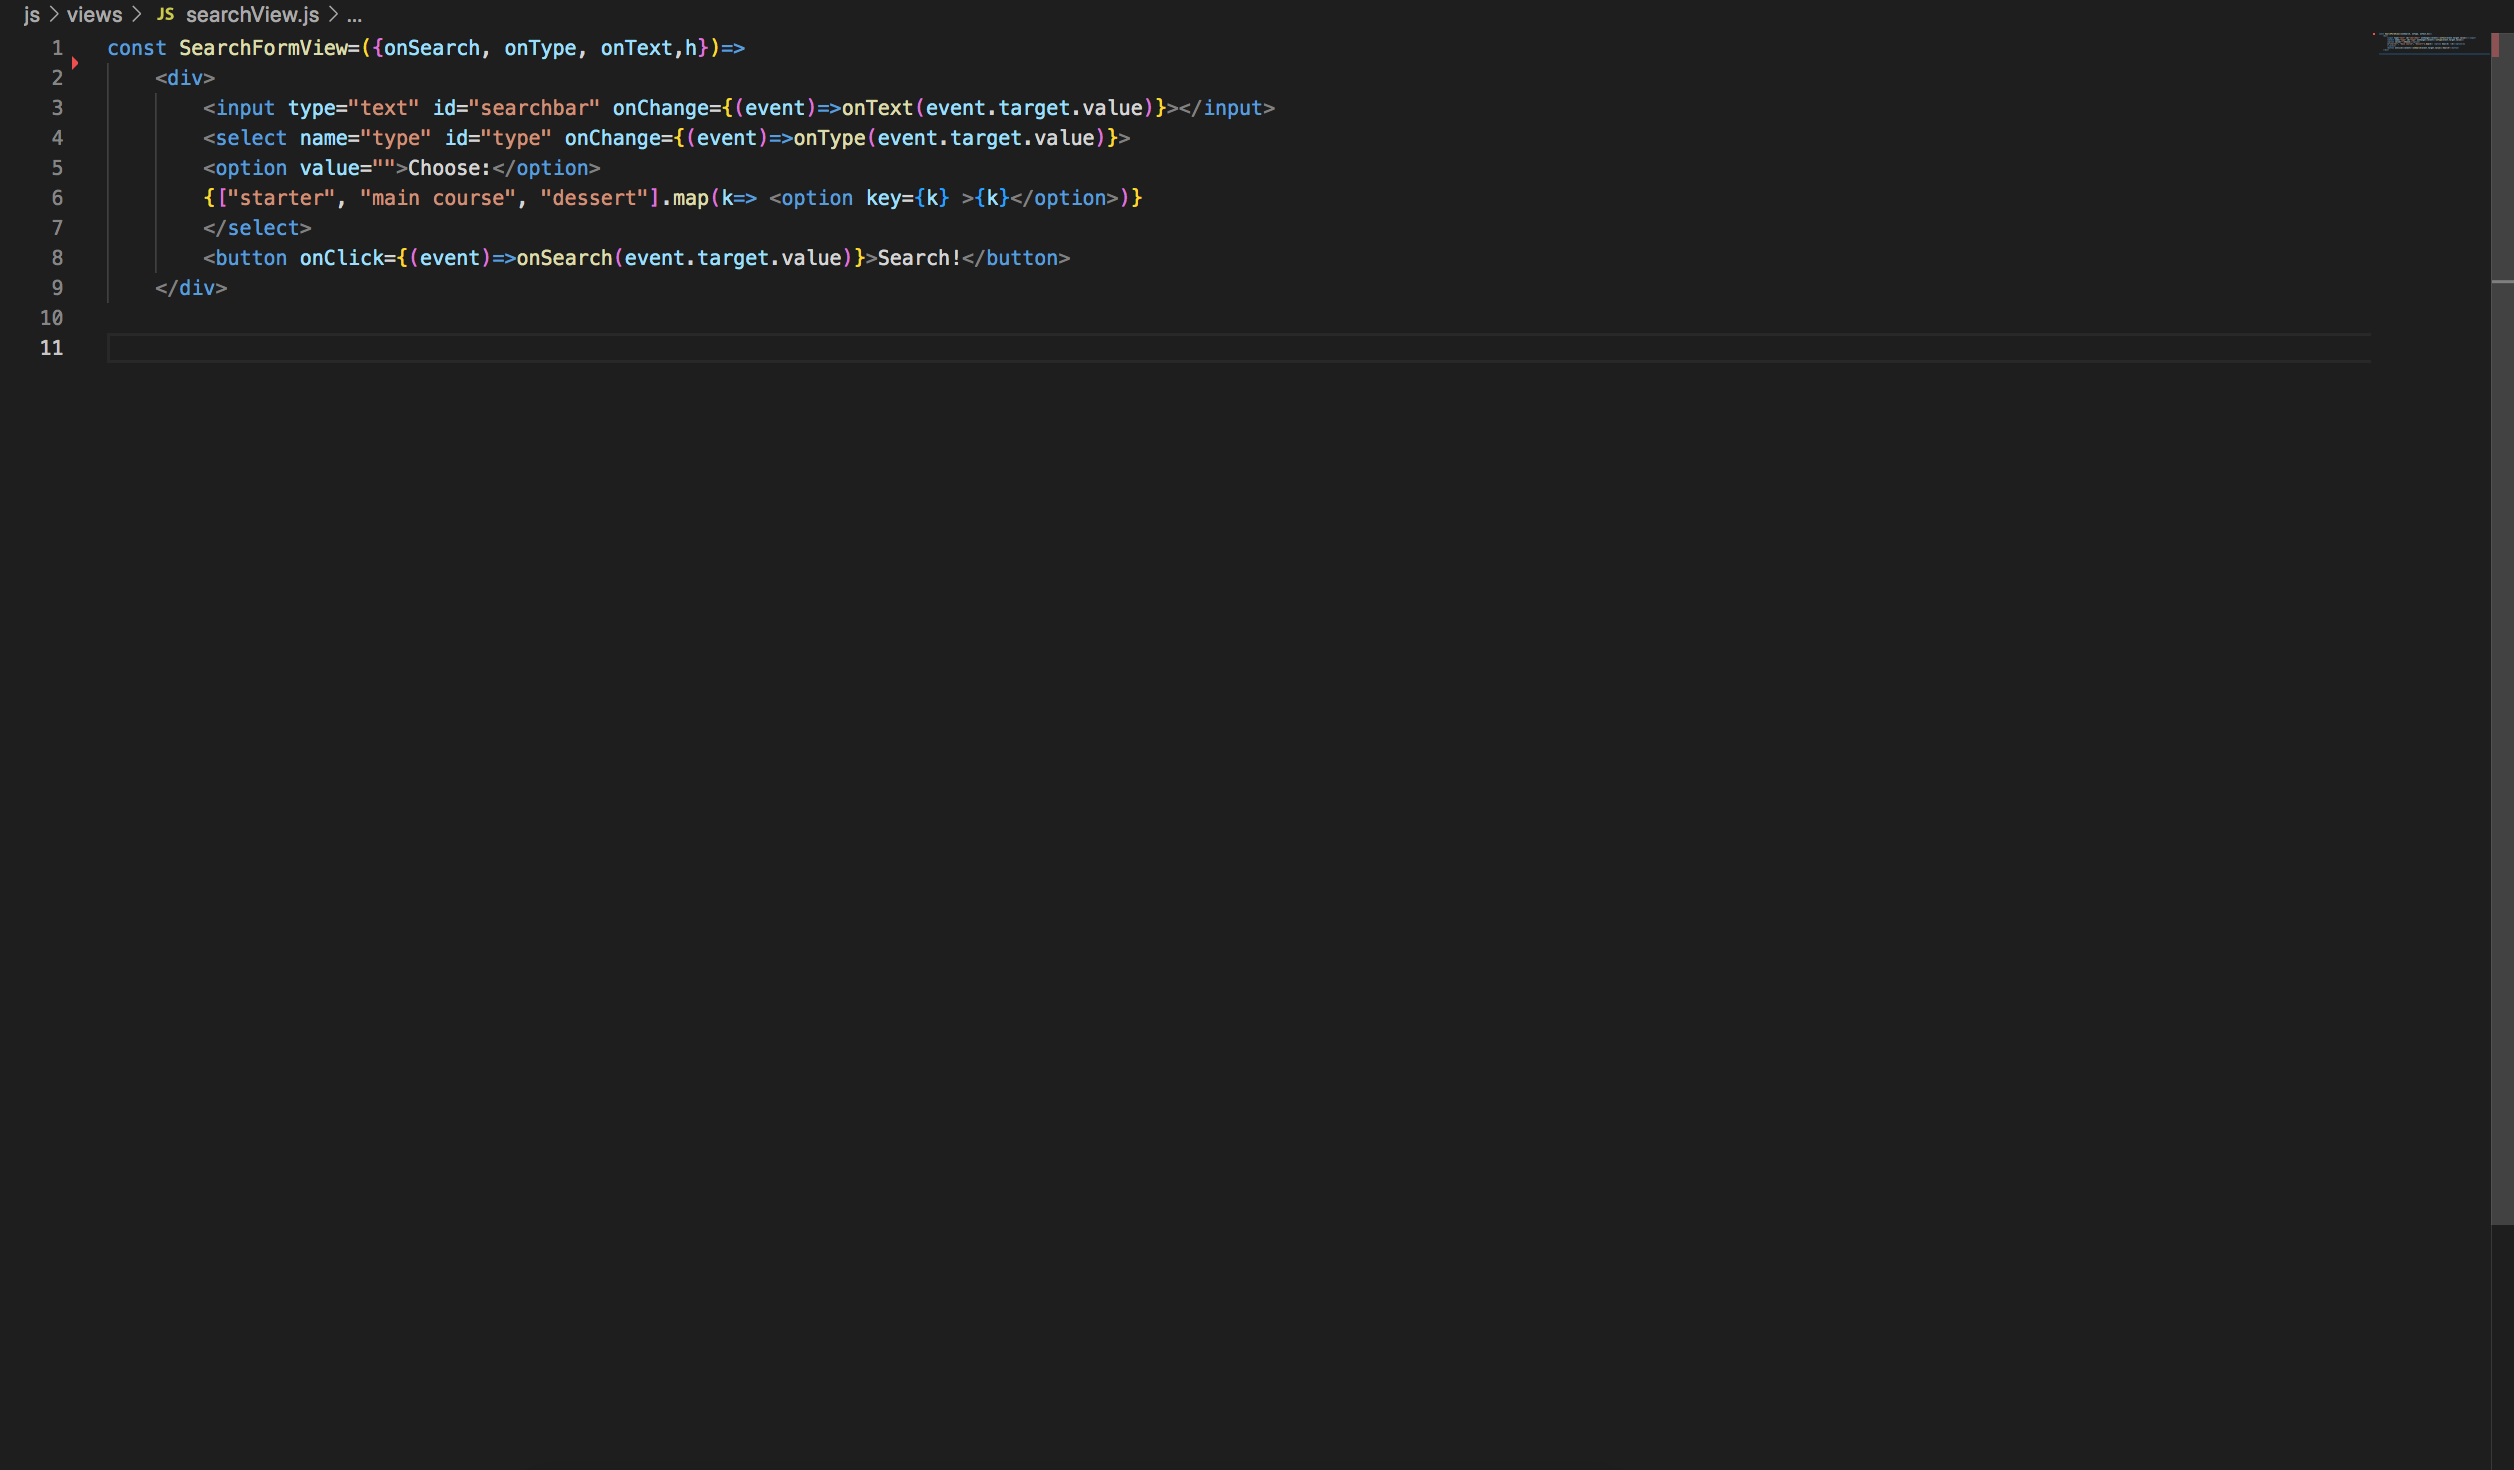 js > views > JS searchView.js > ...
1 const SearchFormView=({onSearch, onType, onText,h})=>
2 <div>
3 <input type="text" id="searchbar" onChange={(event)=>onText(event.target.value)}></input>
4 <select name="type" id="type" onChange={(event)=>onType(event.target.value)}>
5 <option value="">Choose:</option>
6 {["starter", "main course", "dessert"].map(k=> <option key={k} >{k}</option>)}
7 </select>
8 <button onClick={(event)=>onSearch(event.target.value)}>Search!</button>
9 </div>
10
11